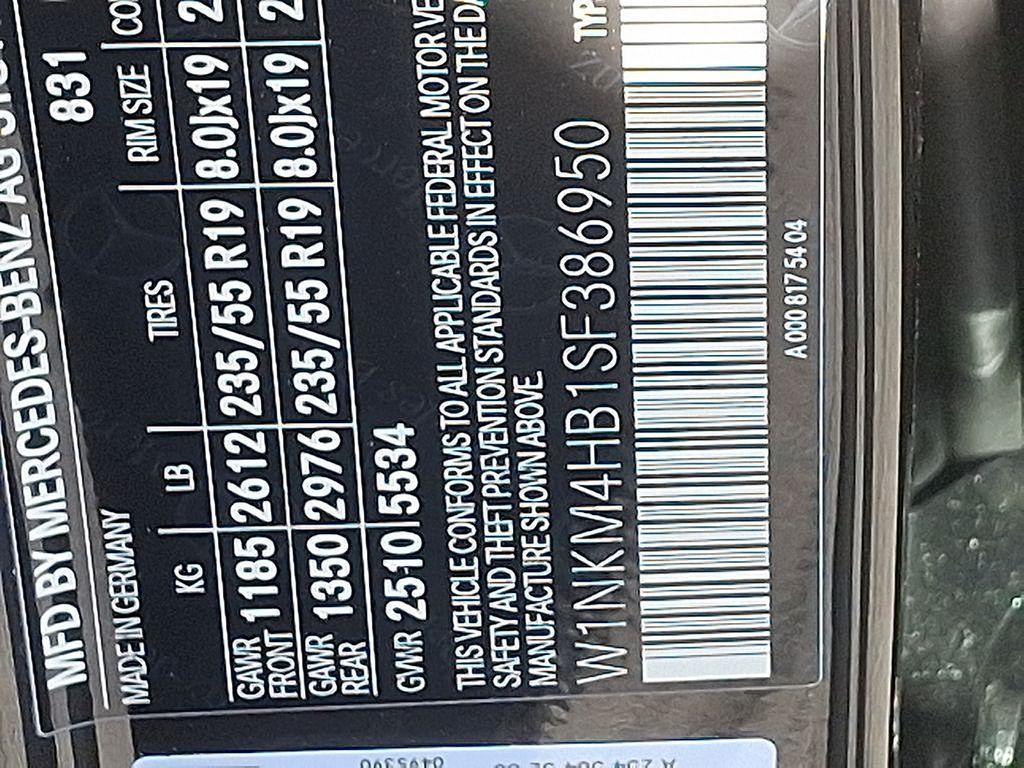 MFD BY MERCEDES-BENZ AG
MADE IN GERMANY 831
KG LB TIRES RIM SIZE
GAWR FRONT 1185 2612 235/55 R19 8.0Jx19
GAWR REAR 1350 2976 235/55 R19 8.0Jx19
GVWR 2510 5534
THIS VEHICLE CONFORMS TO ALL APPLICABLE FEDERAL MOTOR
SAFETY AND THEFT PREVENTION STANDARDS IN EFFECT ON THE
MANUFACTURE SHOWN ABOVE.
W1NKM4HB1SF386950
A 000 817 54 04